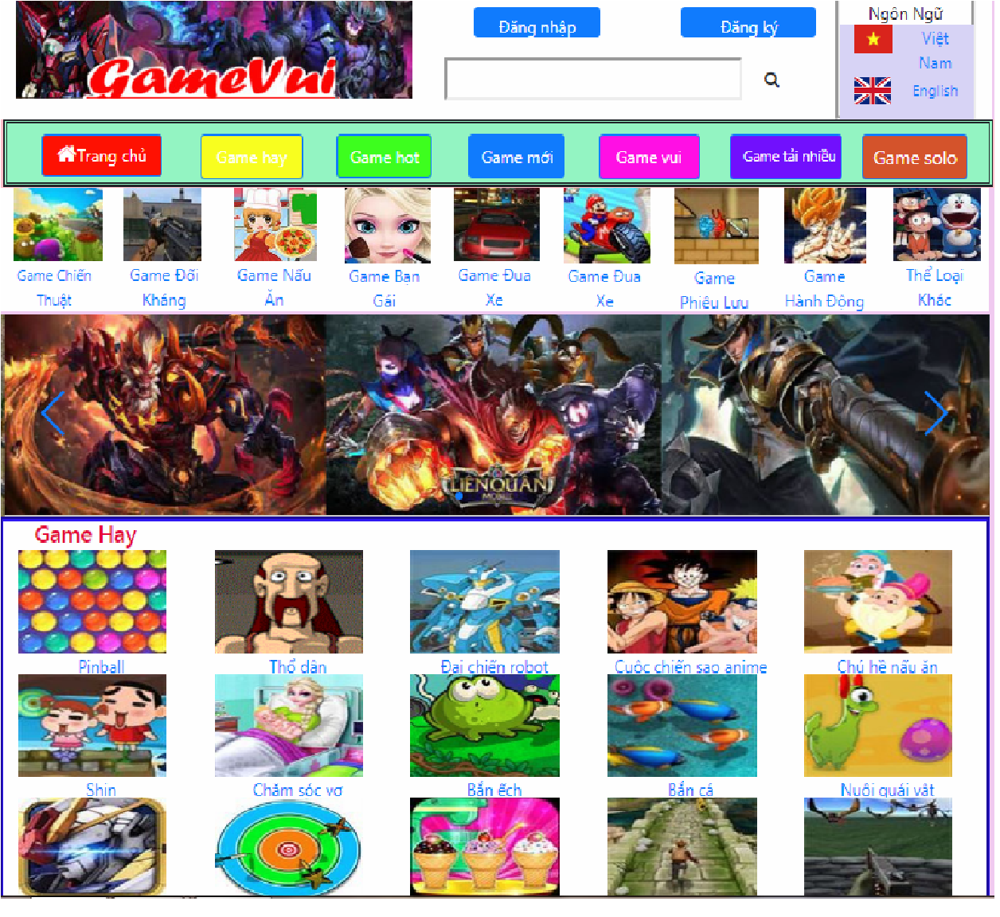 GameVui
Đăng nhập
Đăng ký
Ngôn Ngữ
Việt
Nam
English
Trang chủ
Game hay
Game hot
Game mới
Game vui
Game tải nhiều
Game solo
Game Chiến
Thuật
Game Đối
Kháng
Game Nấu
Ăn
Game Bạn
Gái
Game Đua
Xe
Game Đua
Xe
Game
Phiêu Lưu
Game
Hành Động
Thể Loại
Khác
LIENQUAN
MOBILE
Game Hay
Pinball
Thổ dân
Đại chiến robot
Cuộc chiến sao anime
Chú hề nấu ăn
Shin
Chăm sóc vợ
Bắn ếch
Bắn cá
Nuôi quái vật